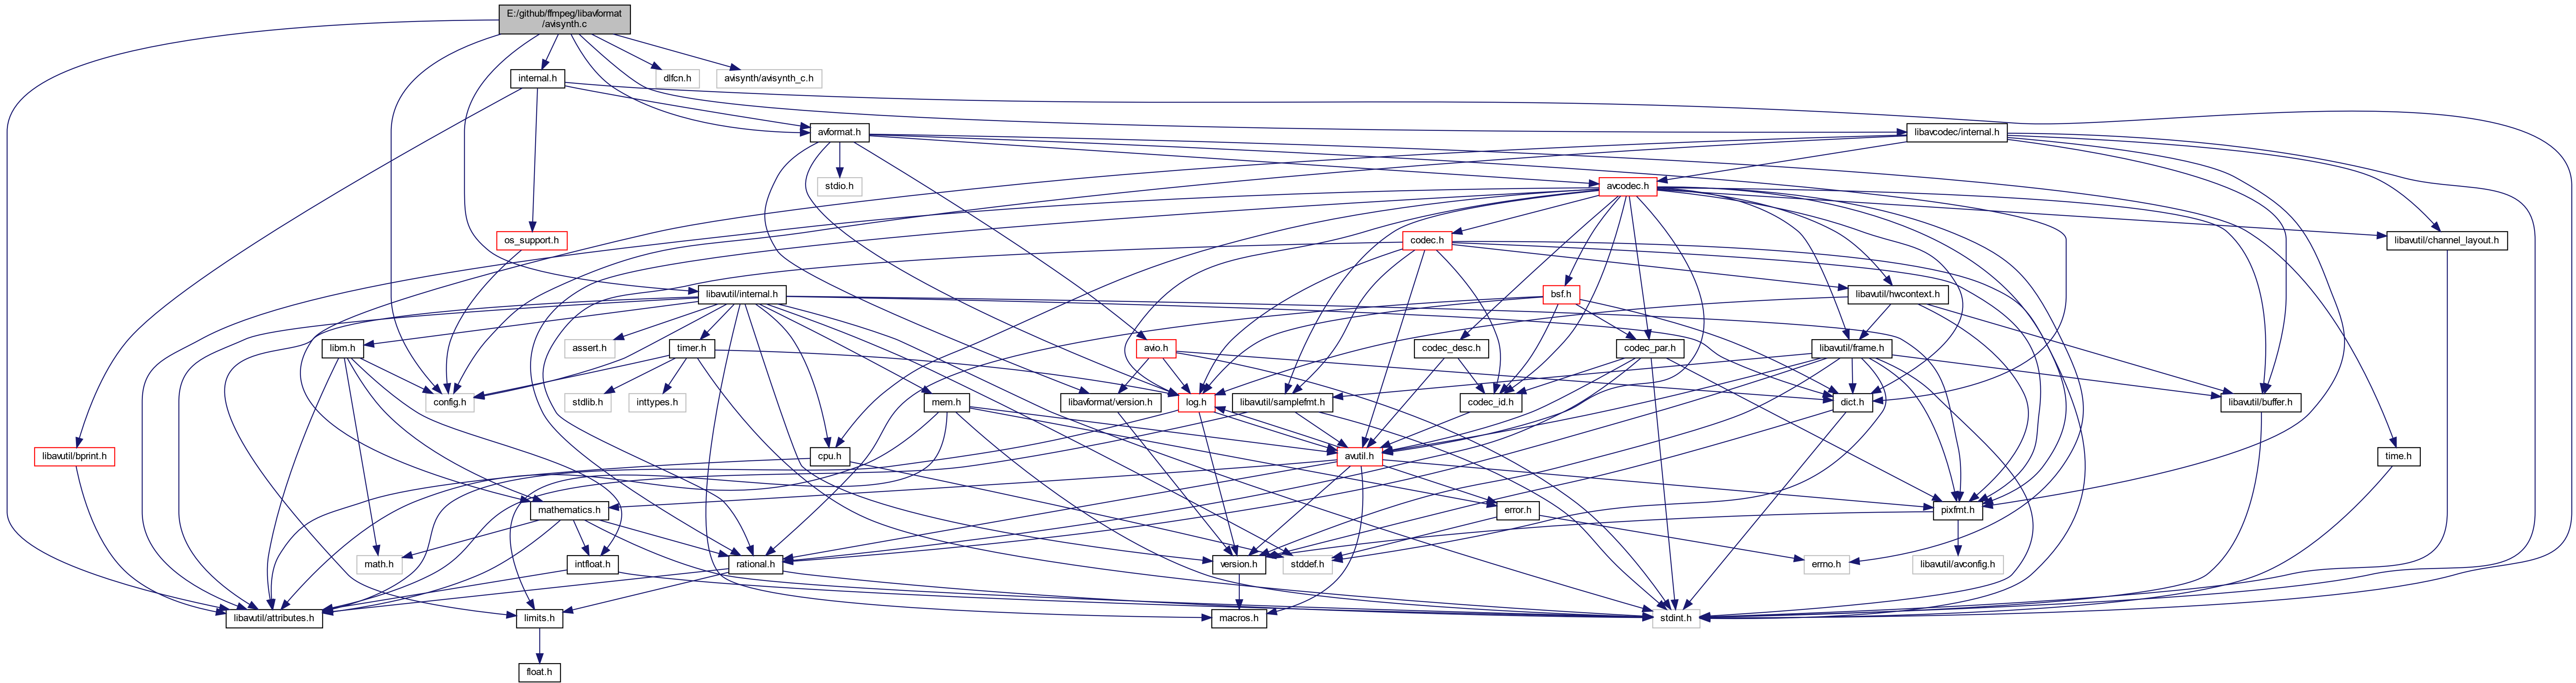 E:/github/ffmpeg/libavformat
/avisynth.c
internal.h
dlfcn.h
avisynth/avisynth_c.h
avformat.h
libavcodec/internal.h
stdio.h
avcodec.h
os_support.h
codec.h
libavutil/channel_layout.h
libavutil/internal.h
bsf.h
libavutil/hwcontext.h
libm.h
assert.h
timer.h
avio.h
codec_desc.h
codec_par.h
libavutil/frame.h
config.h
stdlib.h
inttypes.h
mem.h
libavformat/version.h
log.h
libavutil/samplefmt.h
codec_id.h
dict.h
libavutil/buffer.h
libavutil/bprint.h
cpu.h
avutil.h
time.h
mathematics.h
error.h
pixfmt.h
math.h
intfloat.h
rational.h
version.h
stddef.h
errno.h
libavutil/avconfig.h
libavutil/attributes.h
limits.h
macros.h
stdint.h
float.h